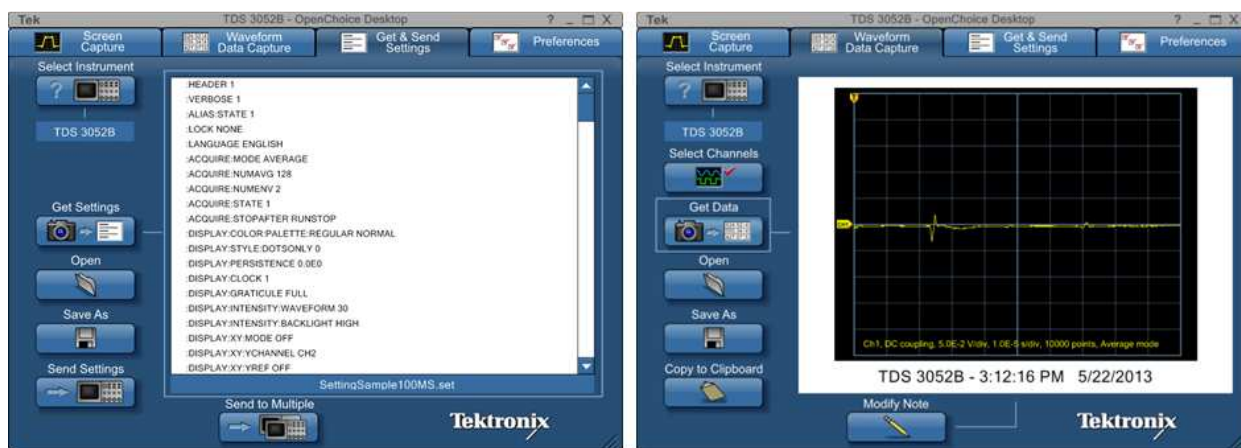 Tek TDS 3052B - OpenChoice Desktop ? _ □ X
Screen Capture
Waveform Data Capture
Get & Send Settings
Preferences
Select Instrument
?
TDS 3052B
Get Settings
Open
Save As
Send Settings
:HEADER 1
:VERBOSE 1
:ALIAS:STATE 1
:LOCK NONE
:LANGUAGE ENGLISH
:ACQUIRE:MODE AVERAGE
:ACQUIRE:NUMAVG 128
:ACQUIRE:NUMENV 2
:ACQUIRE:STATE 1
:ACQUIRE:STOPAFTER RUNSTOP
:DISPLAY:COLOR:PALETTE:REGULAR NORMAL
:DISPLAY:STYLE:DOTSONLY 0
:DISPLAY:PERSISTENCE 0.0E0
:DISPLAY:CLOCK 1
:DISPLAY:GRATICULE FULL
:DISPLAY:INTENSITY:WAVEFORM 30
:DISPLAY:INTENSITY:BACKLIGHT HIGH
:DISPLAY:XY:MODE OFF
:DISPLAY:XY:YCHANNEL CH2
:DISPLAY:XY:YREF OFF
SettingSample100MS.set
Send to Multiple
Tektronix
Tek TDS 3052B - OpenChoice Desktop ? _ □ X
Screen Capture
Waveform Data Capture
Get & Send Settings
Preferences
Select Instrument
?
TDS 3052B
Select Channels
Get Data
Open
Save As
Copy to Clipboard
Ch1, DC coupling, 5.0E-2 V/div, 1.0E-5 s/div, 10000 points, Average mode
TDS 3052B - 3:12:16 PM 5/22/2013
Modify Note
Tektronix